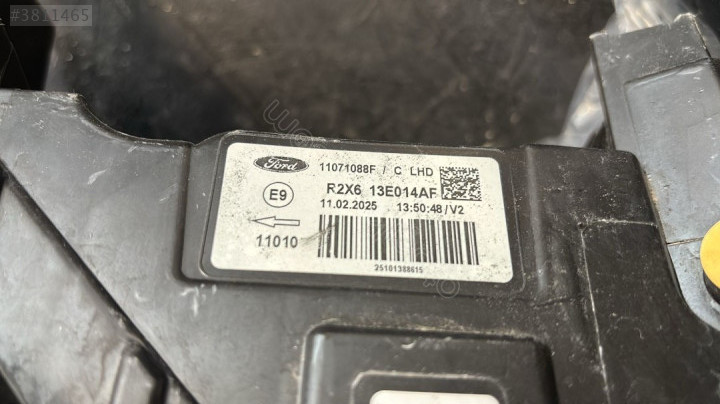 #3811465
Ford 11071088F / C LHD
E9 R2X6 13E014AF
11.02.2025 13:50:48/V2
11010
25101388615